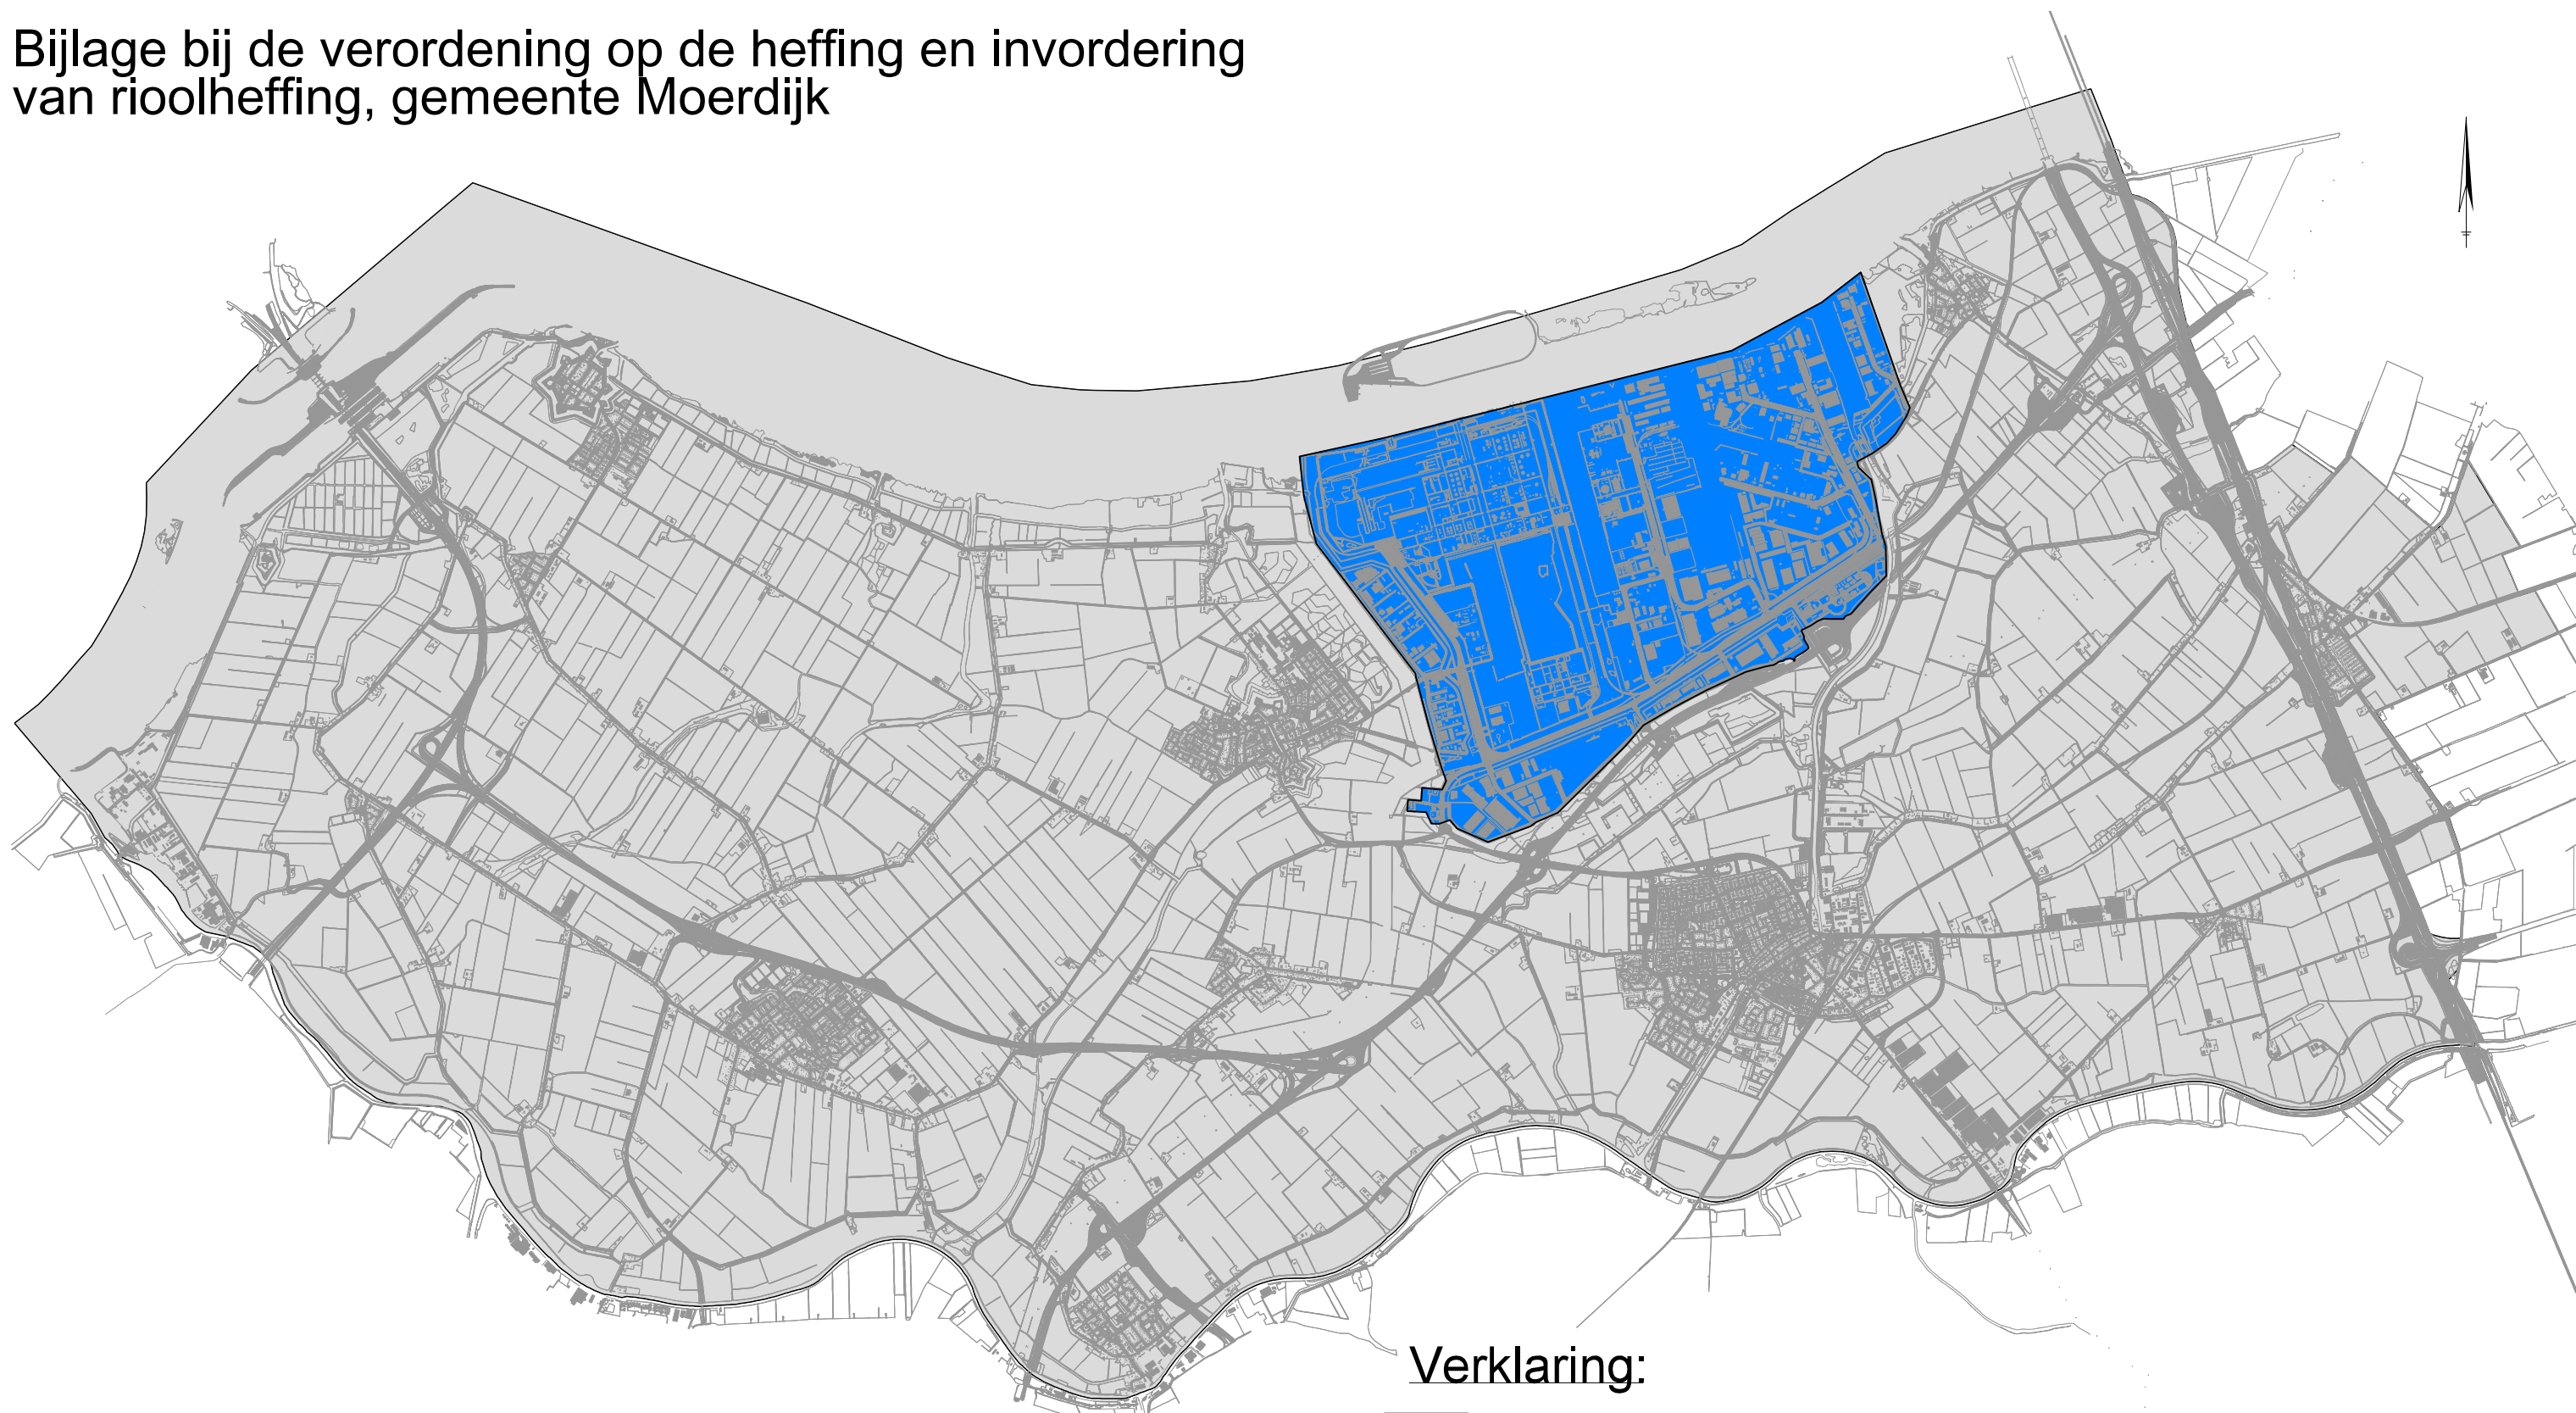 Bijlage bij de verordening op de heffing en invordering
van rioolheffing, gemeente Moerdijk
Verklaring: